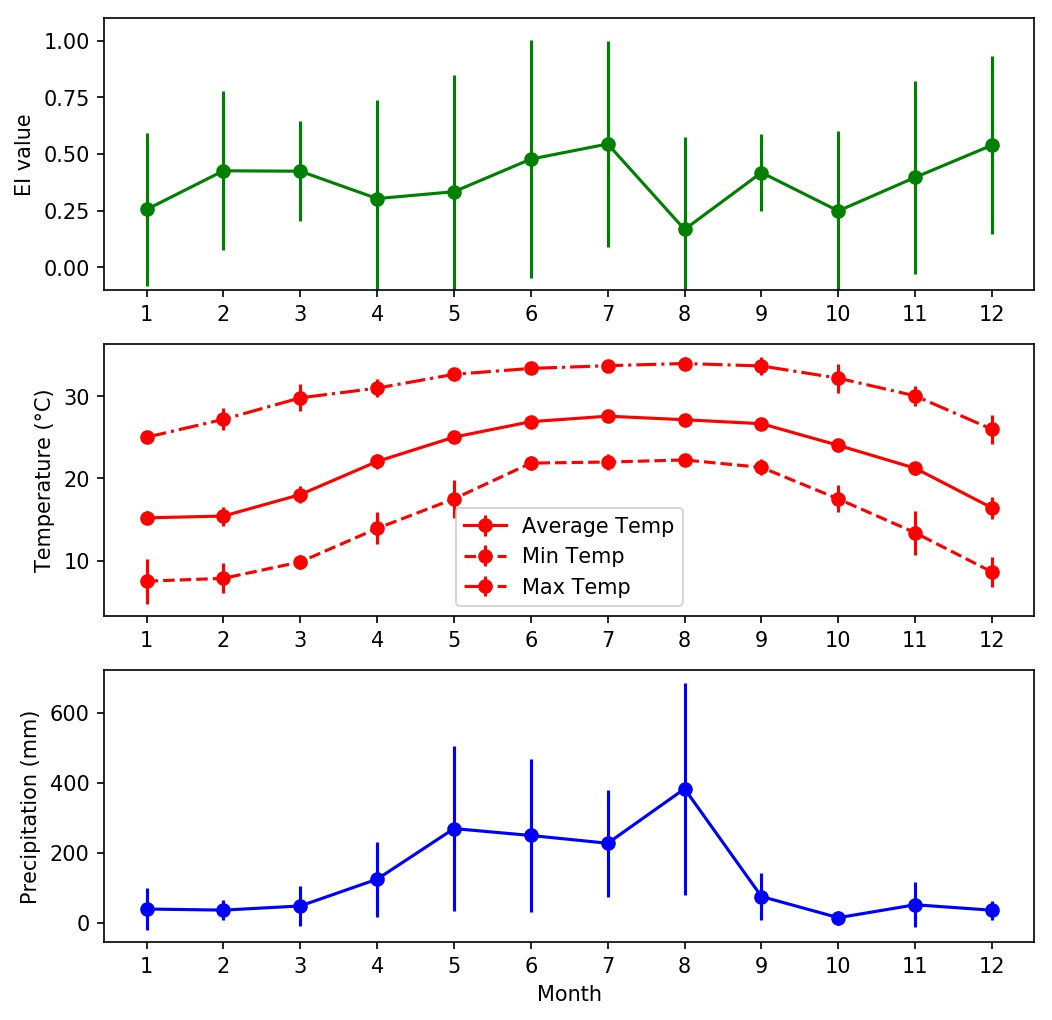 EI value
1.00
0.75
0.50
0.25
0.00
1 2 3 4 5 6 7 8 9 10 11 12
Temperature (°C)
30
20
10
Average Temp
Min Temp
Max Temp
1 2 3 4 5 6 7 8 9 10 11 12
Precipitation (mm)
600
400
200
0
1 2 3 4 5 6 7 8 9 10 11 12
Month